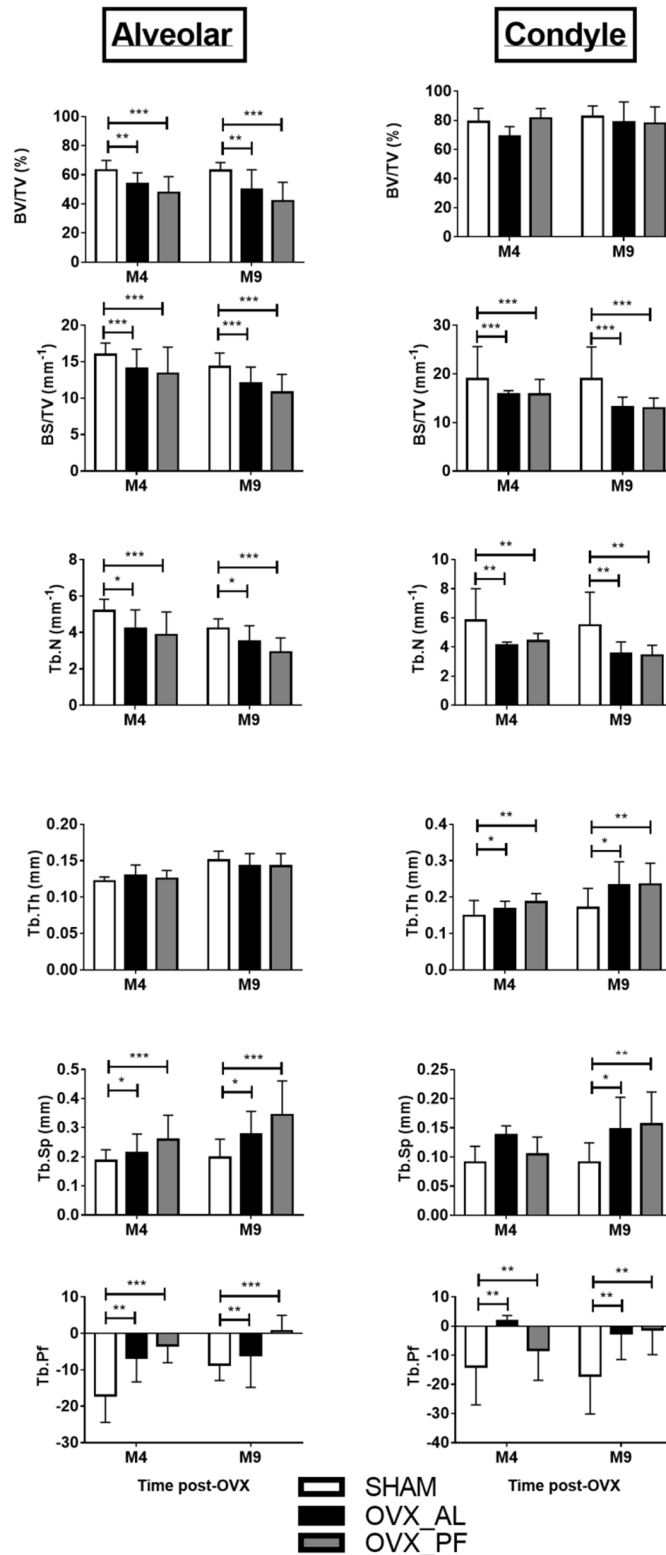 Alveolar
Condyle
BV/TV (%)
100
80
60
40
20
0
** *** ** ***
M4 M9
BV/TV (%)
100
80
60
40
20
0
M4 M9
BS/TV (mm⁻¹)
20
15
10
5
0
*** *** *** ***
M4 M9
BS/TV (mm⁻¹)
30
20
10
0
*** *** *** ***
M4 M9
Tb.N (mm⁻¹)
8
6
4
2
0
* *** * ***
M4 M9
Tb.N (mm⁻¹)
10
8
6
4
2
0
** ** ** **
M4 M9
Tb.Th (mm)
0.20
0.15
0.10
0.05
0.00
M4 M9
Tb.Th (mm)
0.4
0.3
0.2
0.1
0.0
* ** * **
M4 M9
Tb.Sp (mm)
0.5
0.4
0.3
0.2
0.1
0.0
* *** * ***
M4 M9
Tb.Sp (mm)
0.25
0.20
0.15
0.10
0.05
0.00
* **
M4 M9
Tb.Pf
10
0
-10
-20
-30
** *** ** ***
M4 M9
Time post-OVX
Tb.Pf
10
0
-10
-20
-30
-40
** ** ** **
M4 M9
Time post-OVX
SHAM
OVX_AL
OVX_PF